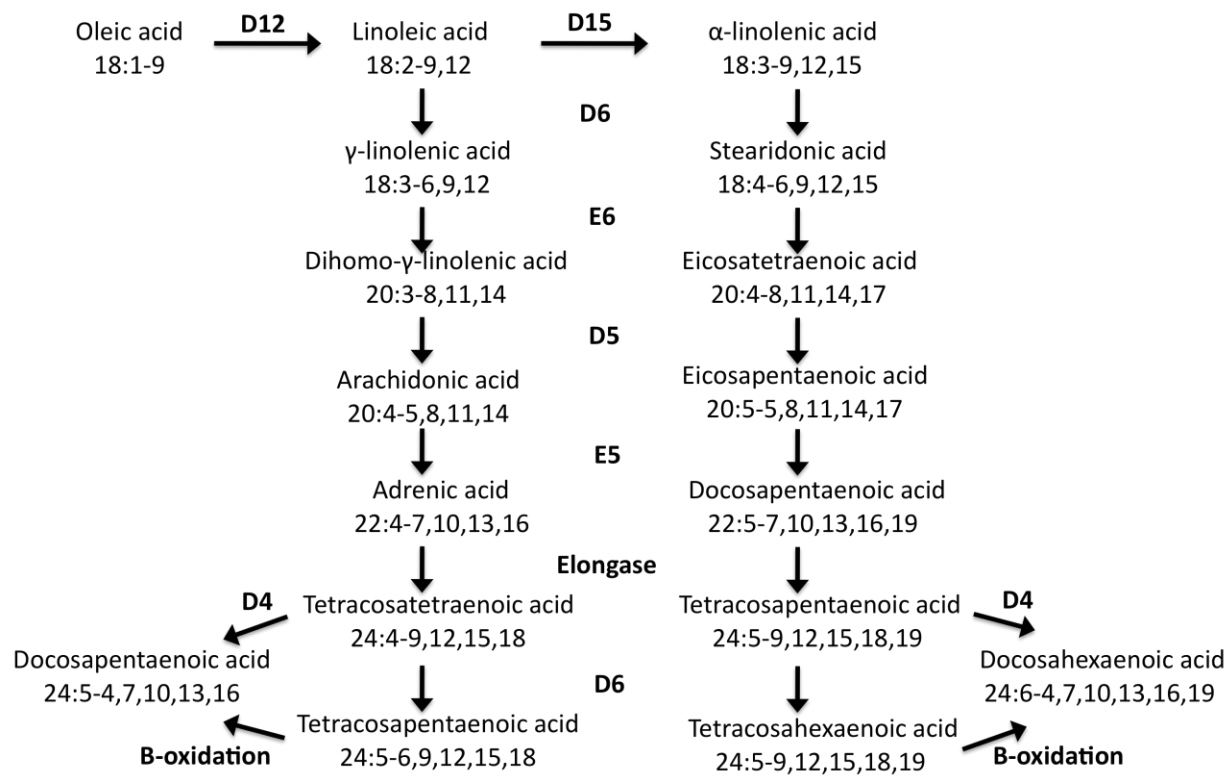 Oleic acid
18:1-9
D12
Linoleic acid
18:2-9,12
D15
α-linolenic acid
18:3-9,12,15
D6
γ-linolenic acid
18:3-6,9,12
Stearidonic acid
18:4-6,9,12,15
E6
Dihomo-γ-linolenic acid
20:3-8,11,14
Eicosatetraenoic acid
20:4-8,11,14,17
D5
Arachidonic acid
20:4-5,8,11,14
Eicosapentaenoic acid
20:5-5,8,11,14,17
E5
Adrenic acid
22:4-7,10,13,16
Docosapentaenoic acid
22:5-7,10,13,16,19
Elongase
D4
Tetracosatetraenoic acid
24:4-9,12,15,18
Tetracosapentaenoic acid
24:5-9,12,15,18,19
D4
Docosapentaenoic acid
24:5-4,7,10,13,16
D6
Docosahexaenoic acid
24:6-4,7,10,13,16,19
B-oxidation
Tetracosapentaenoic acid
24:5-6,9,12,15,18
Tetracosahexaenoic acid
24:5-9,12,15,18,19
B-oxidation